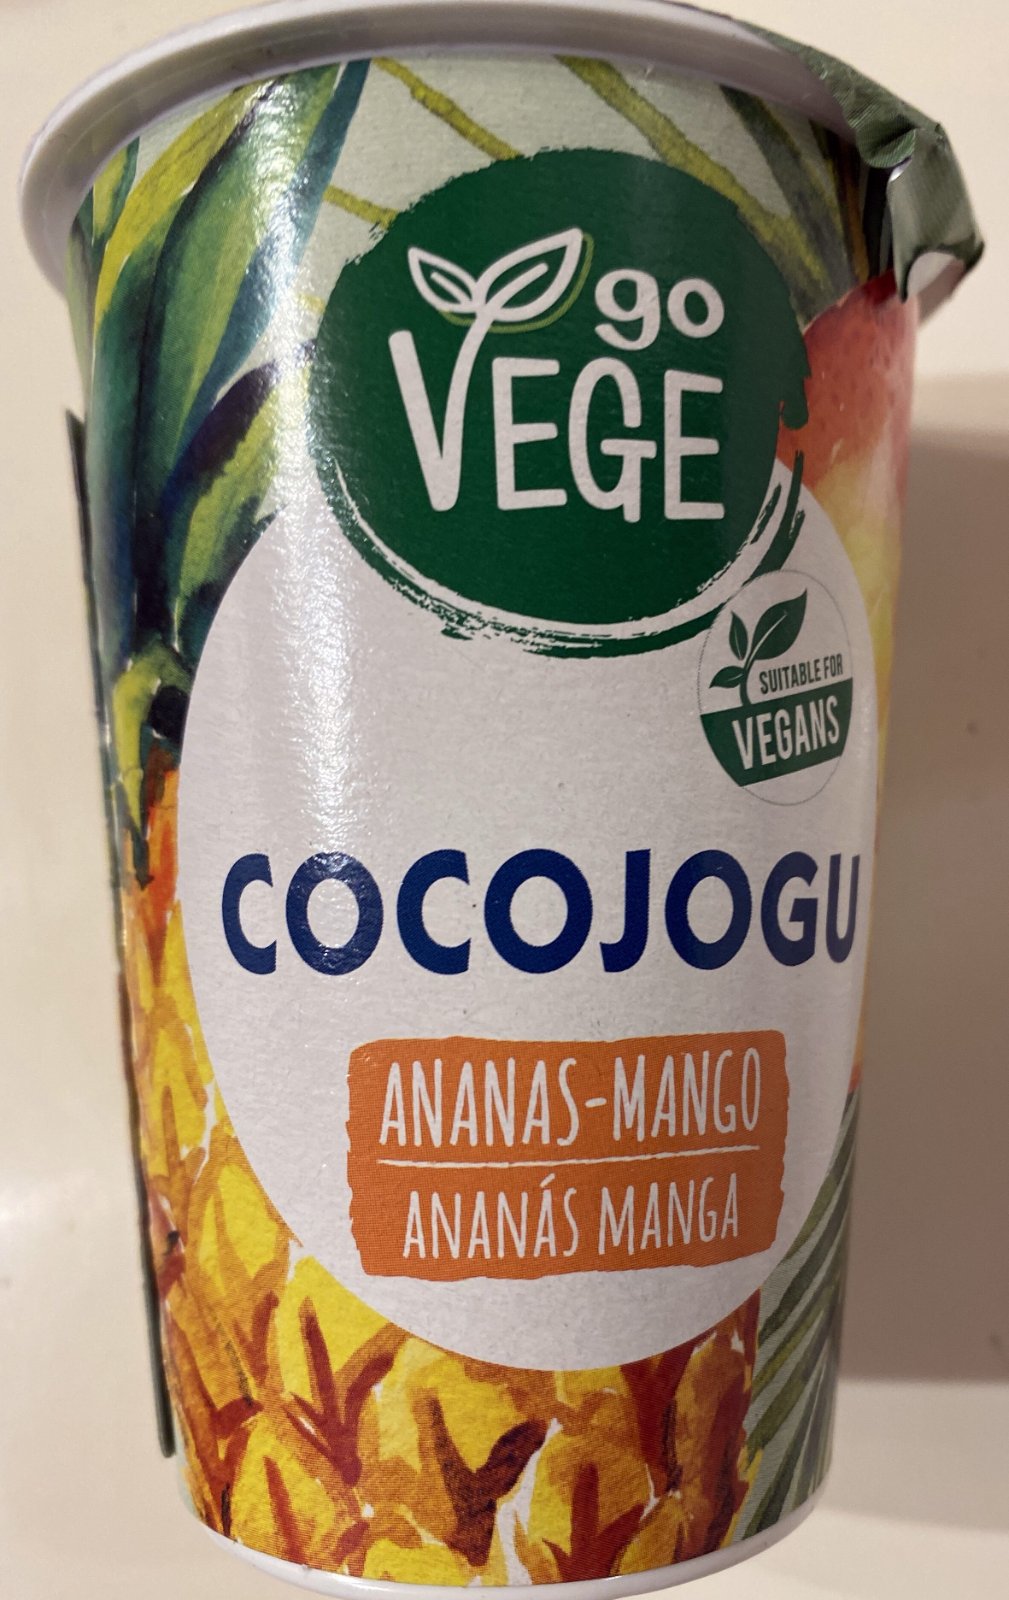 go
VEGE
SUITABLE FOR
VEGANS
COCOJOGU
ANANAS-MANGO
ANANÁS MANGA